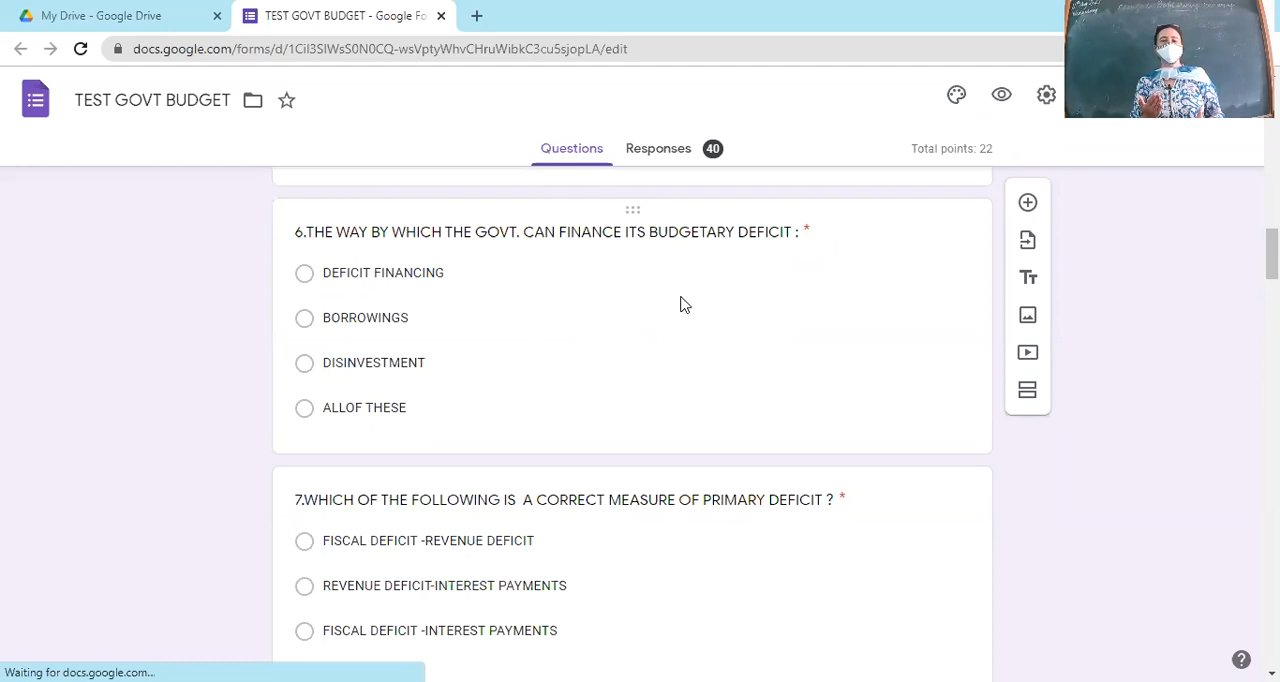 My Drive - Google Drive
TEST GOVT BUDGET - Google Fo
docs.google.com/forms/d/1Cil3SIWsS0N0CQ-wsVptyWhvCHruWibkC3cu5sjopLA/edit
TEST GOVT BUDGET
Questions Responses 40 Total points: 22
6.THE WAY BY WHICH THE GOVT. CAN FINANCE ITS BUDGETARY DEFICIT : *
DEFICIT FINANCING
BORROWINGS
DISINVESTMENT
ALLOF THESE
7.WHICH OF THE FOLLOWING IS A CORRECT MEASURE OF PRIMARY DEFICIT ? *
FISCAL DEFICIT -REVENUE DEFICIT
REVENUE DEFICIT-INTEREST PAYMENTS
FISCAL DEFICIT -INTEREST PAYMENTS
Waiting for docs.google.com...